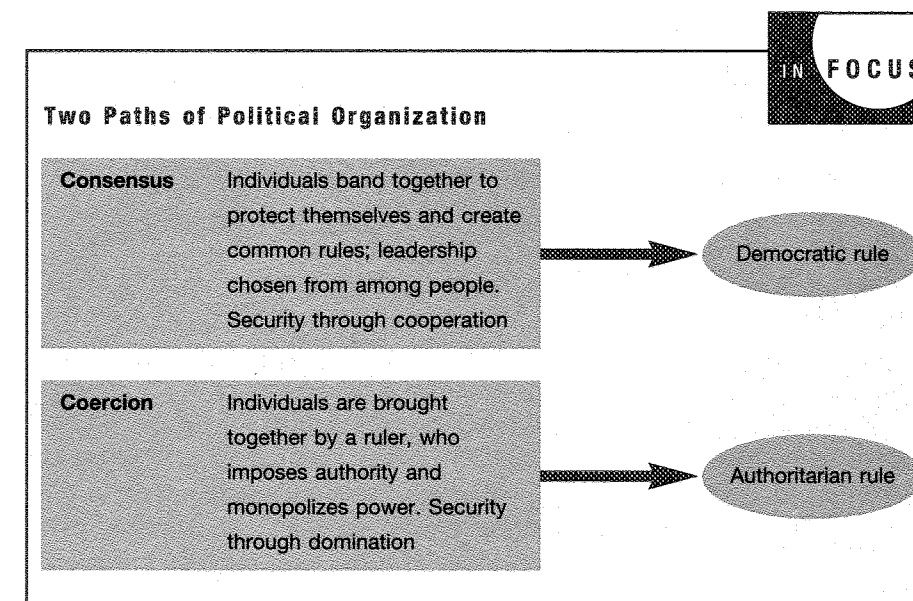 IN FOCUS
Two Paths of Political Organization
Consensus Individuals band together to
protect themselves and create
common rules; leadership
chosen from among people.
Security through cooperation
Democratic rule
Coercion Individuals are brought
together by a ruler, who
imposes authority and
monopolizes power. Security
through domination
Authoritarian rule